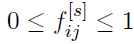 0 ≤ f_{ij}^{[s]} ≤ 1